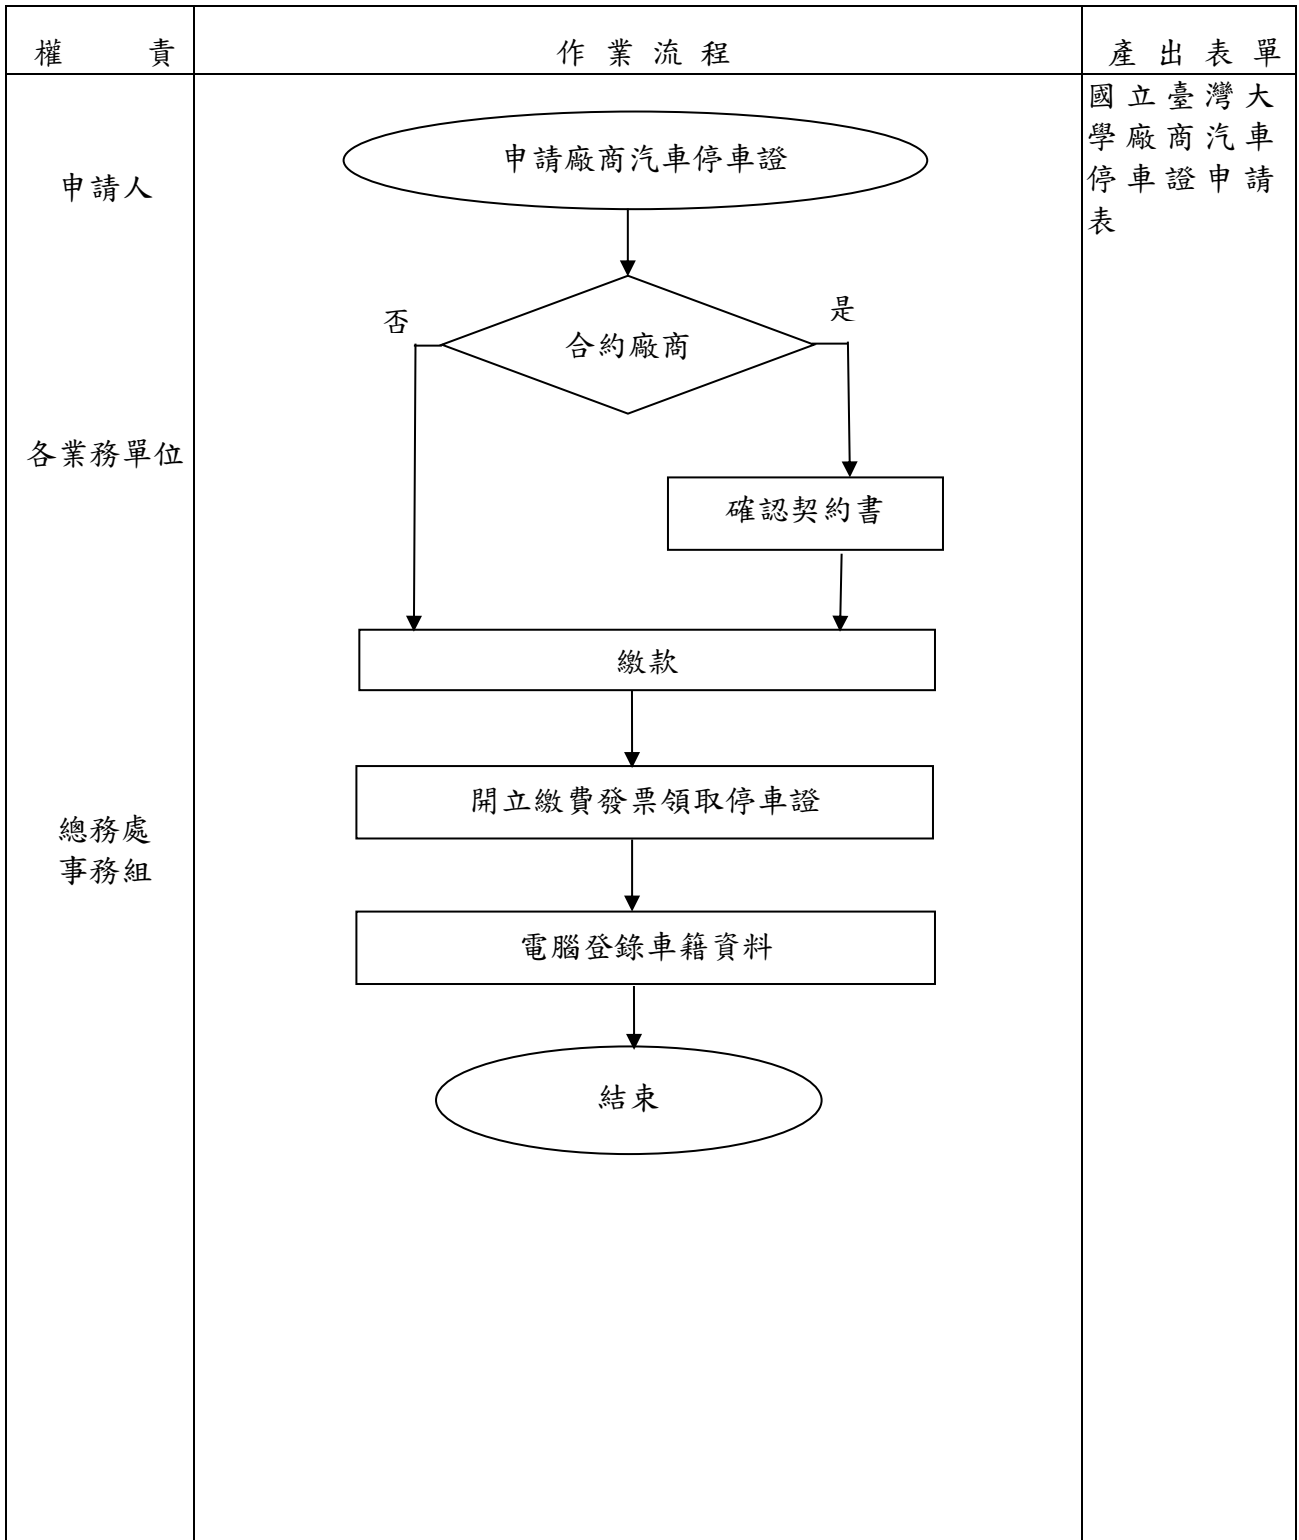 權 責
作業流程
產出表單
國立臺灣大
學廠商汽車
停車證申請
表
申請廠商汽車停車證
申請人
否
是
合約廠商
各業務單位
確認契約書
繳款
開立繳費發票領取停車證
總務處
事務組
電腦登錄車籍資料
結束